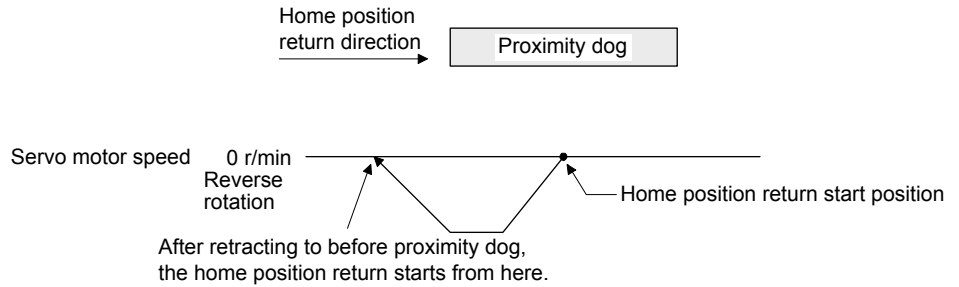 Home position
return direction
Proximity dog
Servo motor speed 0 r/min
Reverse
rotation
Home position return start position
After retracting to before proximity dog,
the home position return starts from here.